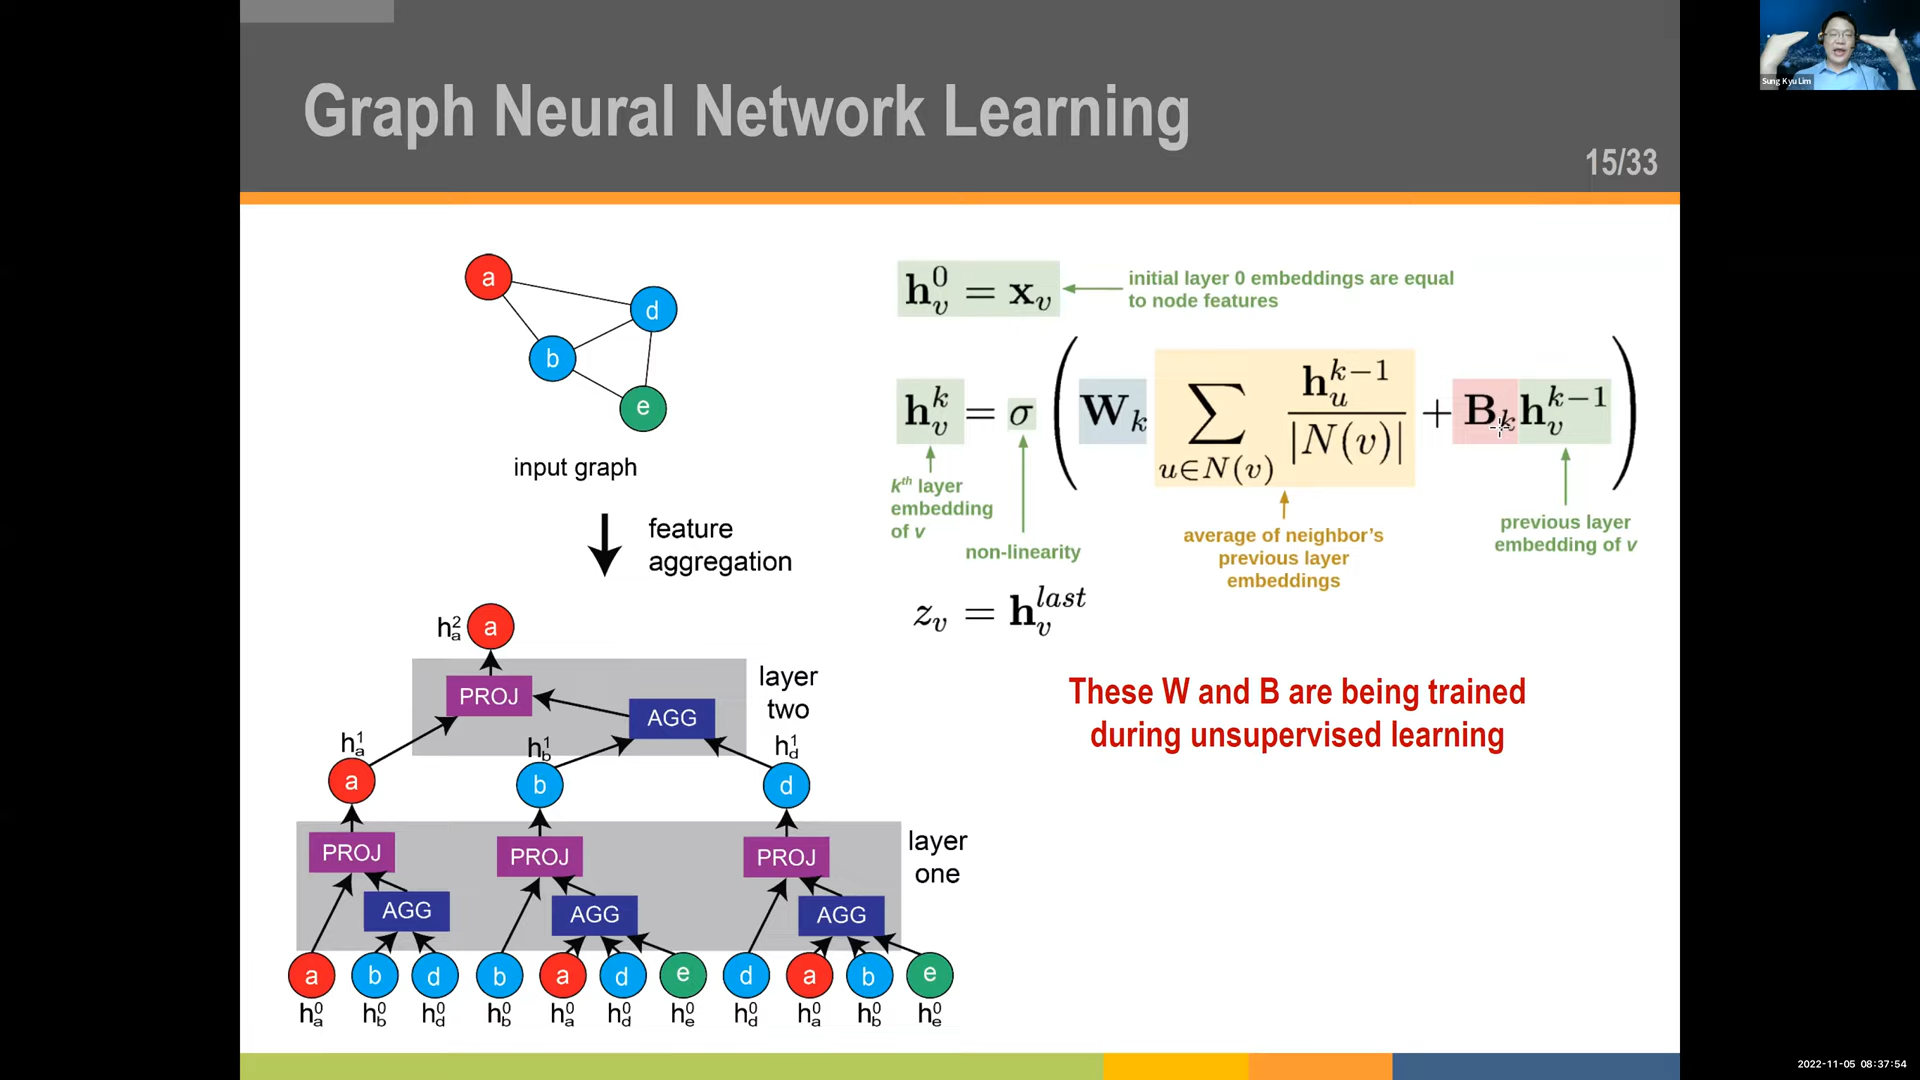 Graph Neural Network Learning
15/33
Sung Kyu Lim
a
d
b
e
input graph
feature
aggregation
h_a^2 a
PROJ
AGG
layer
two
h_a^1 h_b^1 h_d^1
a b d
PROJ PROJ PROJ
AGG AGG AGG
layer
one
a b d b a d e d a b e
h_a^0 h_b^0 h_d^0 h_b^0 h_a^0 h_d^0 h_e^0 h_d^0 h_a^0 h_b^0 h_e^0
h_v^0 = x_v
initial layer 0 embeddings are equal
to node features
h_v^k = σ ( W_k ∑_{u∈N(v)} h_u^{k-1} / |N(v)| + B_k h_v^{k-1} )
k^th layer
embedding
of v
non-linearity
average of neighbor's
previous layer
embeddings
previous layer
embedding of v
z_v = h_v^{last}
These W and B are being trained
during unsupervised learning
2022-11-05 08:37:54